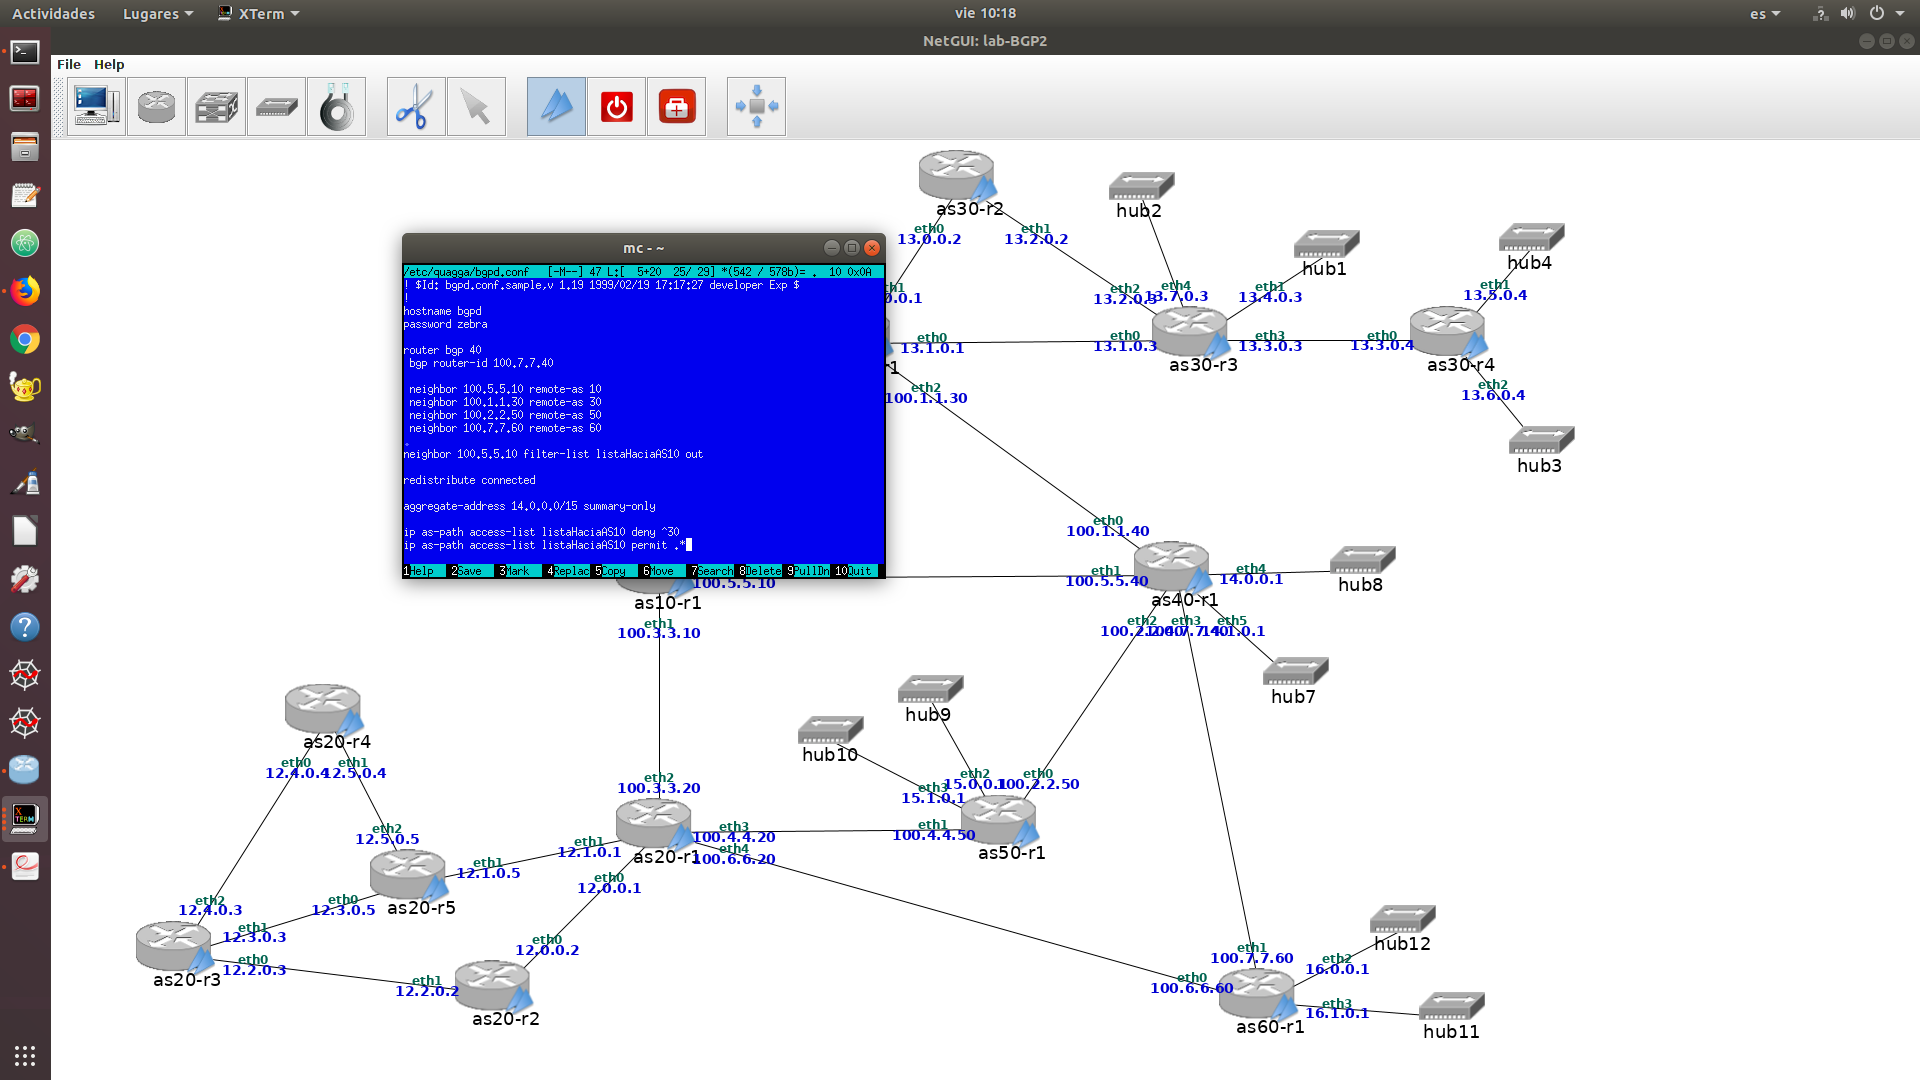 Actividades
Lugares
XTerm
vie 10:18
es
NetGUI: lab-BGP2
File
Help
mc - ~
/etc/quagga/bgpd.conf [-M--] 47 L:[ 5+20 25/ 29] *(542 / 578b)= . 10 0x0A
! $Id: bgpd.conf.sample,v 1.19 1999/02/19 17:17:27 developer Exp $
!
hostname bgpd
password zebra
router bgp 40
bgp router-id 100.7.7.40
neighbor 100.5.5.10 remote-as 10
neighbor 100.1.1.30 remote-as 30
neighbor 100.2.2.50 remote-as 50
neighbor 100.7.7.60 remote-as 60
.
neighbor 100.5.5.10 filter-list listaHaciaAS10 out
redistribute connected
aggregate-address 14.0.0.0/15 summary-only
ip as-path access-list listaHaciaAS10 deny ^30
ip as-path access-list listaHaciaAS10 permit .*
1Help 2Save 3Mark 4Replac 5Copy 6Move 7Search 8Delete 9PullDn 10Quit
as30-r2
eth0
13.0.0.2
eth1
13.2.0.2
hub2
hub1
hub4
eth1
13.5.0.4
eth2
eth4
13.7.0.3
eth1
13.4.0.3
eth0
13.1.0.1
eth0
13.1.0.3
eth3
13.3.0.3
eth0
13.3.0.4
as30-r3
as30-r4
eth2
100.1.1.30
eth2
13.6.0.4
hub3
eth0
100.1.1.40
eth1
100.5.5.40
eth4
14.0.0.1
hub8
as40-r1
100.5.5.10
as10-r1
eth1
100.3.3.10
eth2
eth3
eth5
14.1.0.1
hub7
hub9
hub10
as20-r4
eth0
12.4.0.4
eth1
12.5.0.4
eth2
100.3.3.20
eth3
15.1.0.1
eth2
15.0.0.1
eth0
100.2.2.50
eth2
12.5.0.5
eth1
12.1.0.1
as20-r1
eth3
100.4.4.20
eth4
100.6.6.20
eth1
100.4.4.50
as50-r1
eth1
12.1.0.5
eth0
12.0.0.1
as20-r5
eth2
12.4.0.3
eth0
12.3.0.5
eth1
12.3.0.3
eth0
12.2.0.3
as20-r3
eth0
12.0.0.2
eth1
12.2.0.2
as20-r2
eth1
100.7.7.60
hub12
eth2
16.0.0.1
eth0
100.6.6.60
eth3
16.1.0.1
as60-r1
hub11